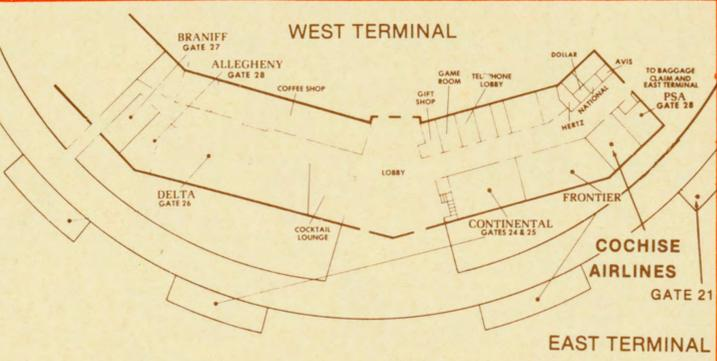 WEST TERMINAL
BRANIFF
GATE 27
ALLEGHENY
GATE 28
COFFEE SHOP
GIFT
SHOP
GAME
ROOM
TELEPHONE
LOBBY
DOLLAR
AVIS
NATIONAL
HERTZ
TO BAGGAGE
CLAIM AND
EAST TERMINAL
PSA
GATE 28
LOBBY
DELTA
GATE 26
COCKTAIL
LOUNGE
CONTINENTAL
GATES 24 & 25
FRONTIER
COCHISE
AIRLINES
GATE 21
EAST TERMINAL